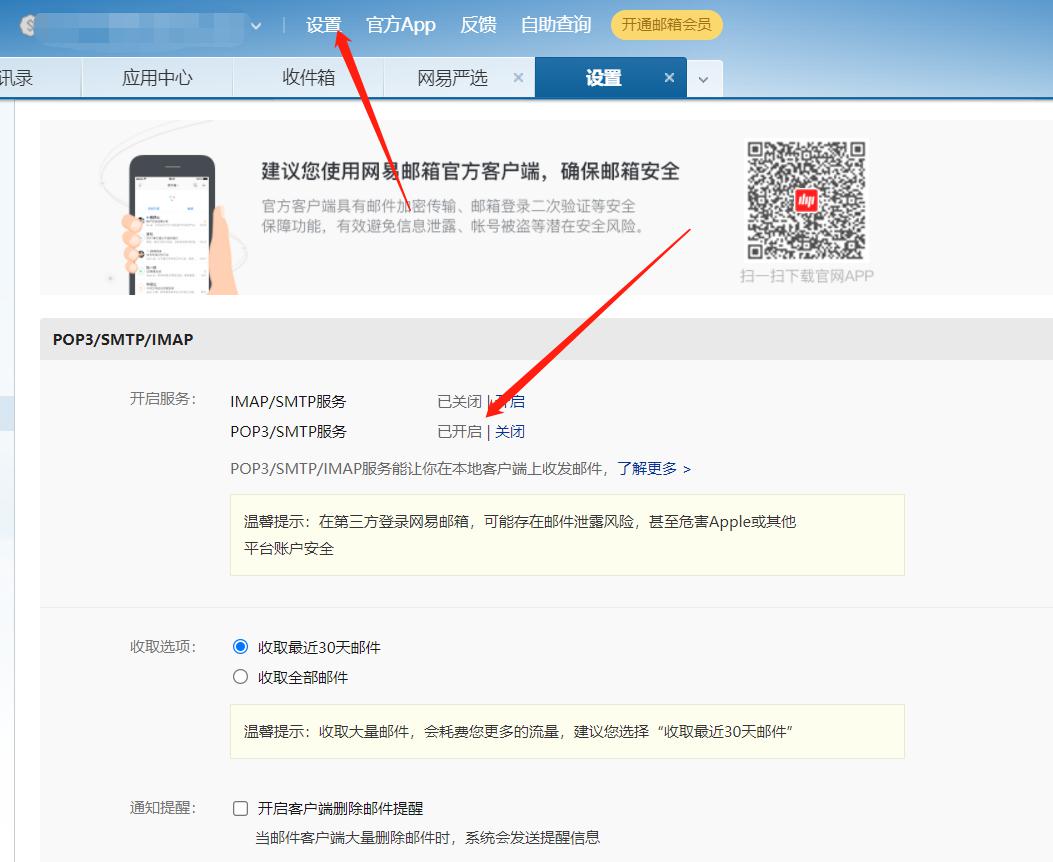 设置 官方App 反馈 自助查询 开通邮箱会员
讯录 应用中心 收件箱 网易严选 × 设置 ×
建议您使用网易邮箱官方客户端，确保邮箱安全
官方客户端具有邮件加密传输、邮箱登录二次验证等安全
保障功能，有效避免信息泄露、帐号被盗等潜在安全风险。
扫一扫下载官网APP
POP3/SMTP/IMAP
开启服务： IMAP/SMTP服务 已关闭 | 开启
POP3/SMTP服务 已开启 | 关闭
POP3/SMTP/IMAP服务能让你在本地客户端上收发邮件，了解更多 >
温馨提示：在第三方登录网易邮箱，可能存在邮件泄露风险，甚至危害Apple或其他
平台账户安全
收取选项： 收取最近30天邮件
收取全部邮件
温馨提示：收取大量邮件，会耗费您更多的流量，建议您选择“收取最近30天邮件”
通知提醒： 开启客户端删除邮件提醒
当邮件客户端大量删除邮件时，系统会发送提醒信息